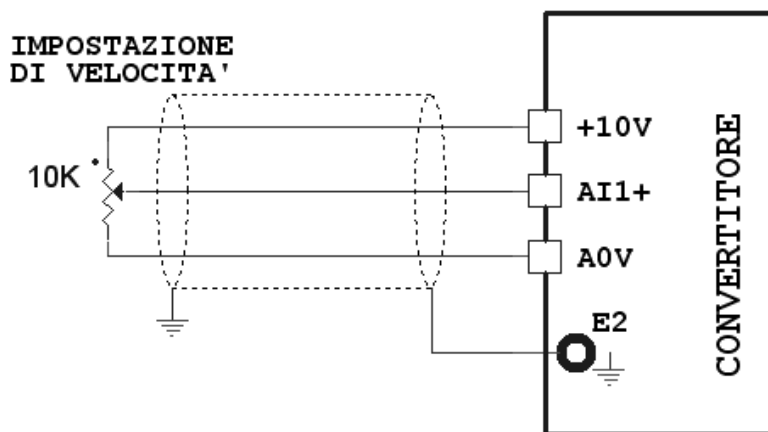 IMPOSTAZIONE
DI VELOCITA'
10K
+10V
AI1+
A0V
E2
CONVERTITORE